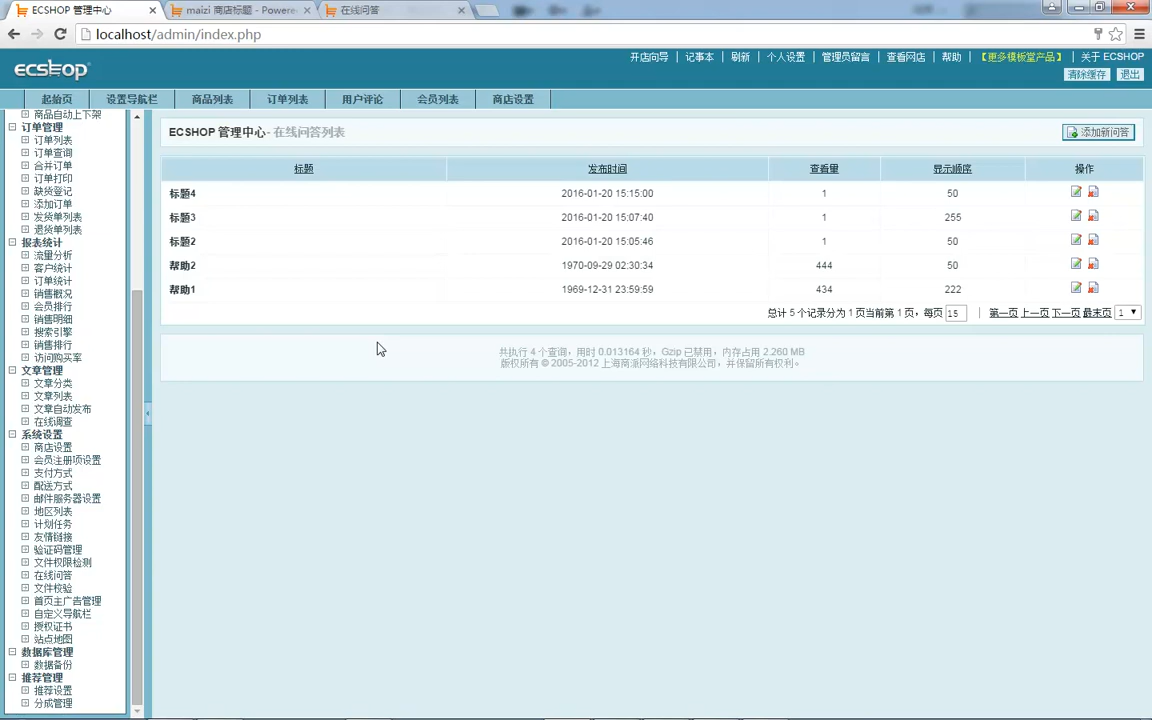 ECSHOP 管理中心
maizi 商店标题 - Powere
在线问答
localhost/admin/index.php
ecshop
开店向导 | 记事本 | 刷新 | 个人设置 | 管理员留言 | 查看网店 | 帮助 | 【更多模板堂产品】 | 关于 ECSHOP
清除缓存 退出
起始页 设置导航栏 商品列表 订单列表 用户评论 会员列表 商店设置
商品自动上下架
订单管理
订单列表
订单查询
合并订单
订单打印
缺货登记
添加订单
发货单列表
退货单列表
报表统计
流量分析
客户统计
订单统计
销售概况
会员排行
销售明细
搜索引擎
销售排行
访问购买率
文章管理
文章分类
文章列表
文章自动发布
在线调查
系统设置
商店设置
会员注册项设置
支付方式
配送方式
邮件服务器设置
地区列表
计划任务
友情链接
验证码管理
文件权限检测
在线问答
文件校验
首页主广告管理
自定义导航栏
授权证书
站点地图
数据库管理
数据备份
推荐管理
推荐设置
分成管理
ECSHOP 管理中心 - 在线问答列表
添加新问答
标题 发布时间 查看量 显示顺序 操作
标题4 2016-01-20 15:15:00 1 50
标题3 2016-01-20 15:07:40 1 255
标题2 2016-01-20 15:05:46 1 50
帮助2 1970-09-29 02:30:34 444 50
帮助1 1969-12-31 23:59:59 434 222
总计 5 个记录分为 1 页当前第 1 页，每页 15 | 第一页 上一页 下一页 最末页 1
共执行 4 个查询，用时 0.013164 秒，Gzip 已禁用，内存占用 2.260 MB
版权所有 © 2005-2012 上海商派网络科技有限公司，并保留所有权利。